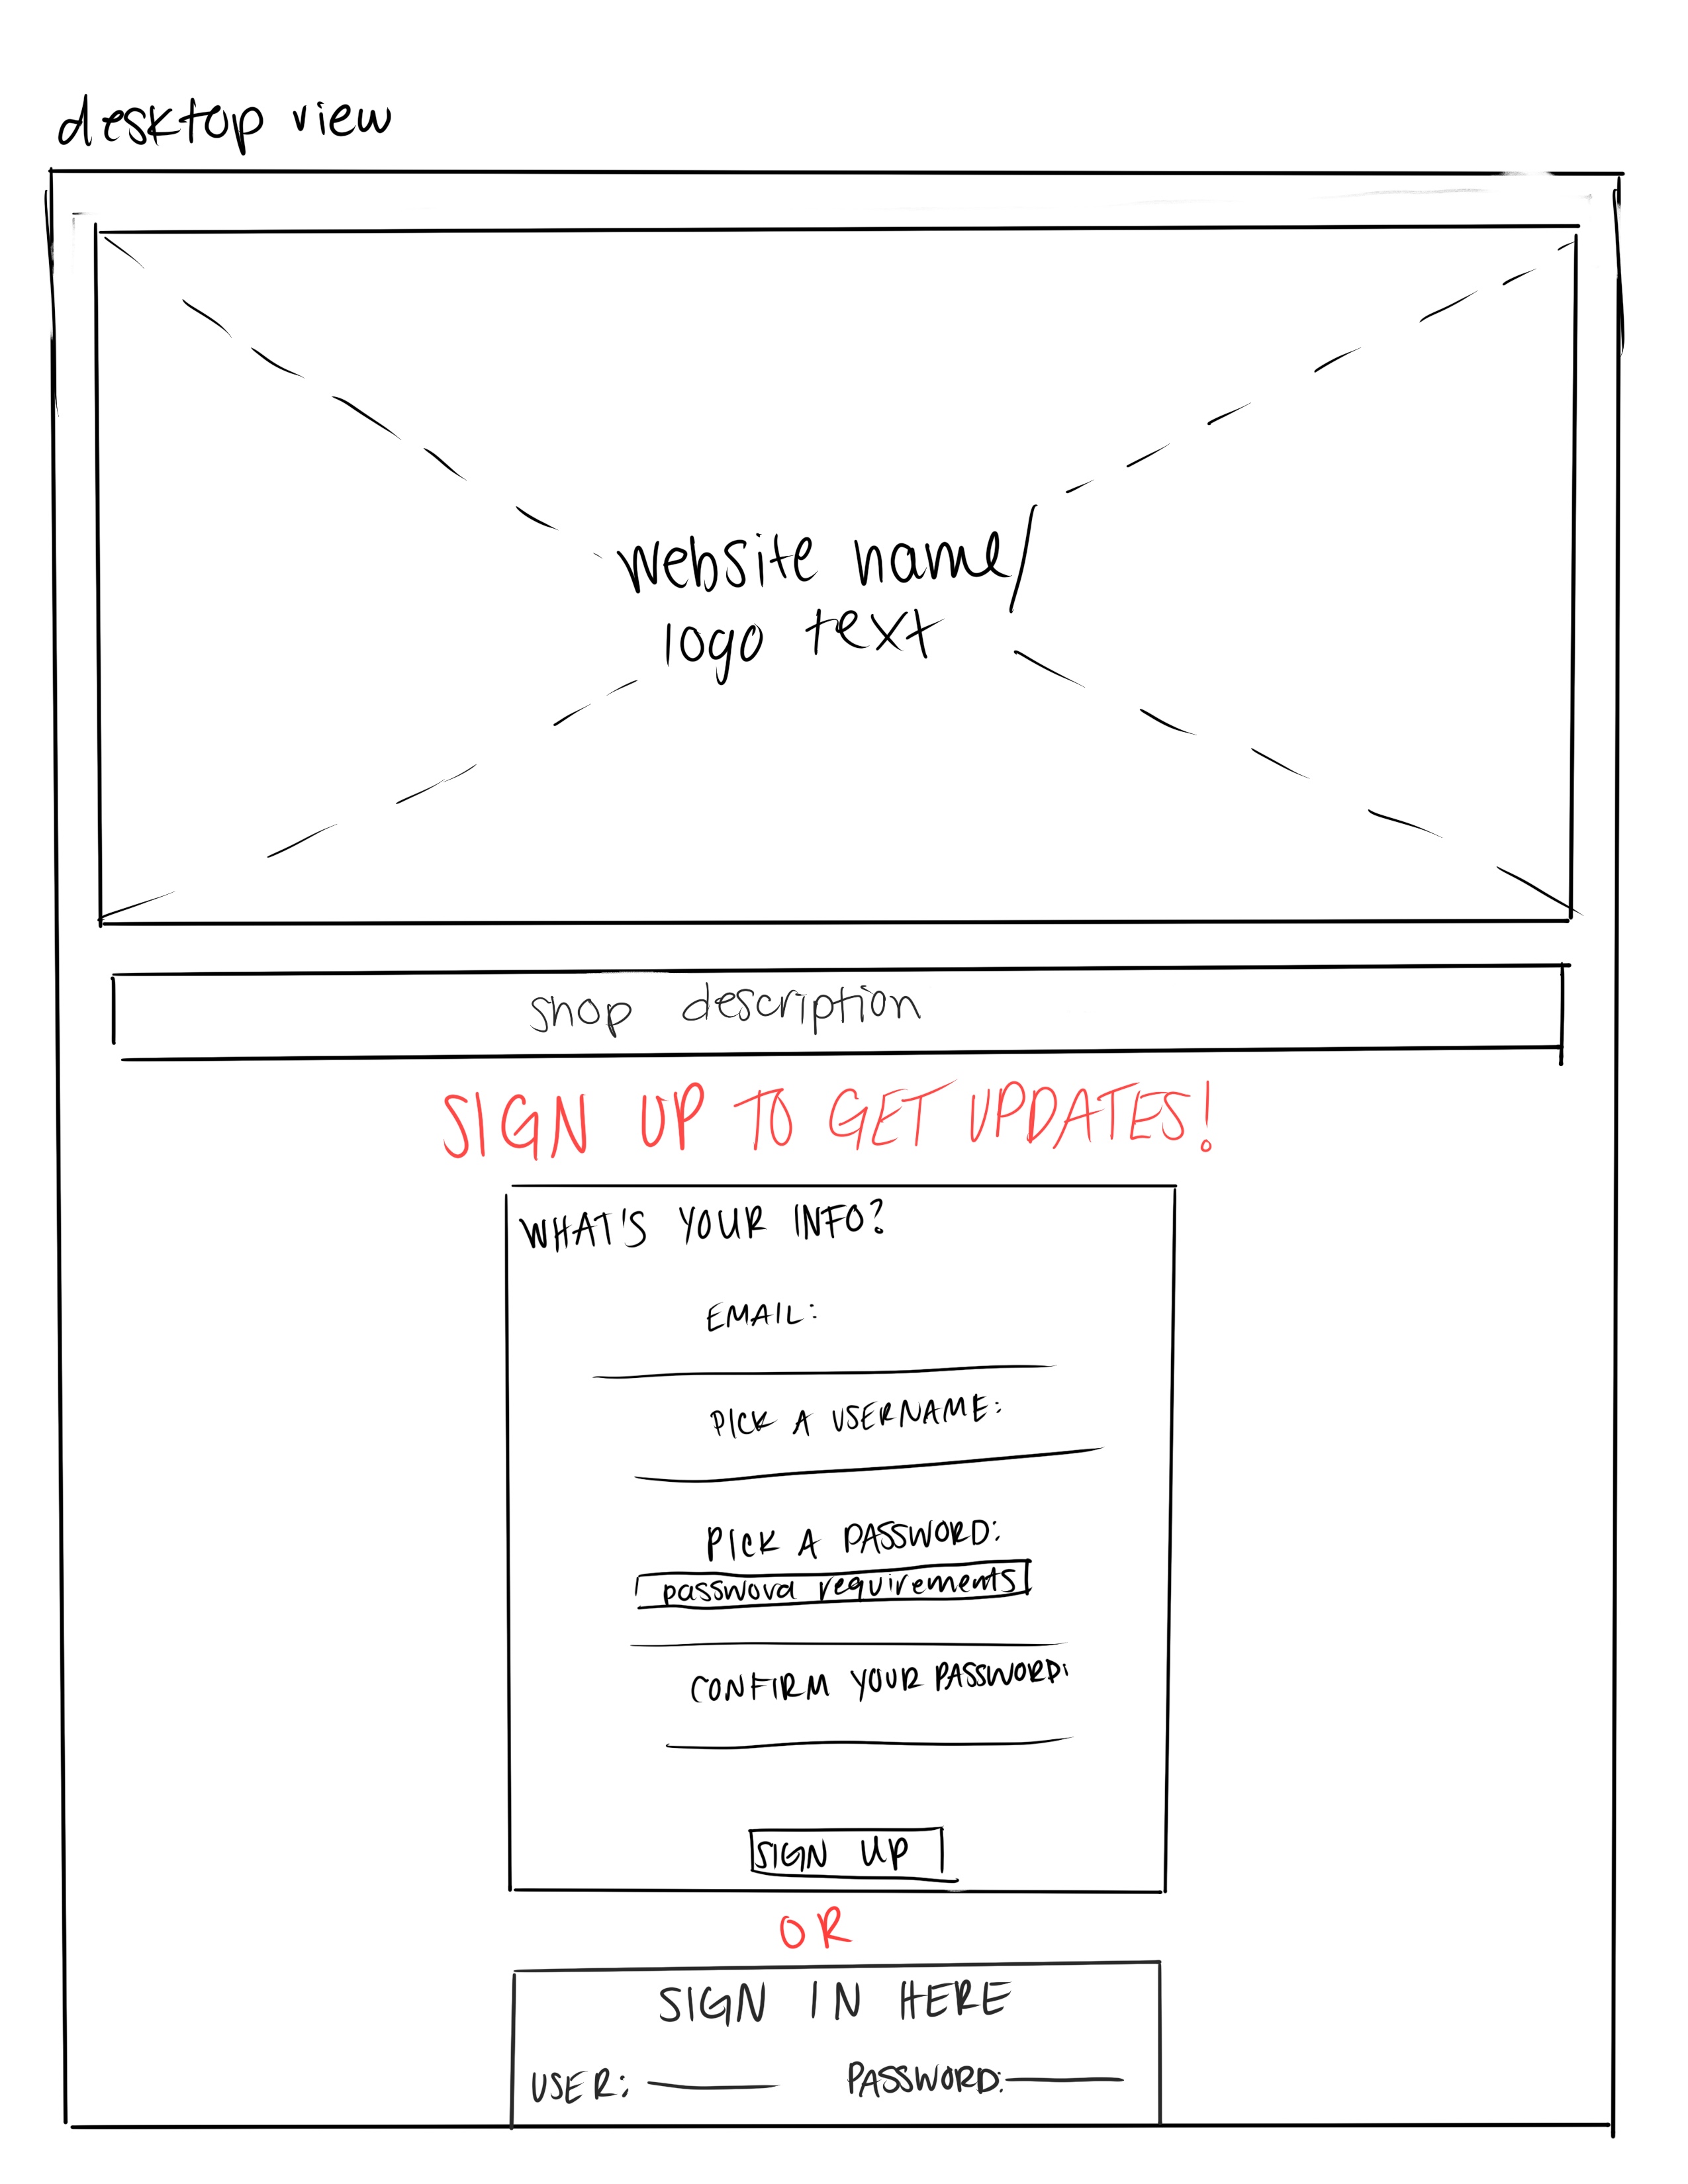 desktop view
website name/
logo text
shop description
SIGN UP TO GET UPDATES!
WHAT'S YOUR INFO?
EMAIL:
PICK A USERNAME:
PICK A PASSWORD:
password requirements
CONFIRM YOUR PASSWORD:
SIGN UP
OR
SIGN IN HERE
USER: PASSWORD: